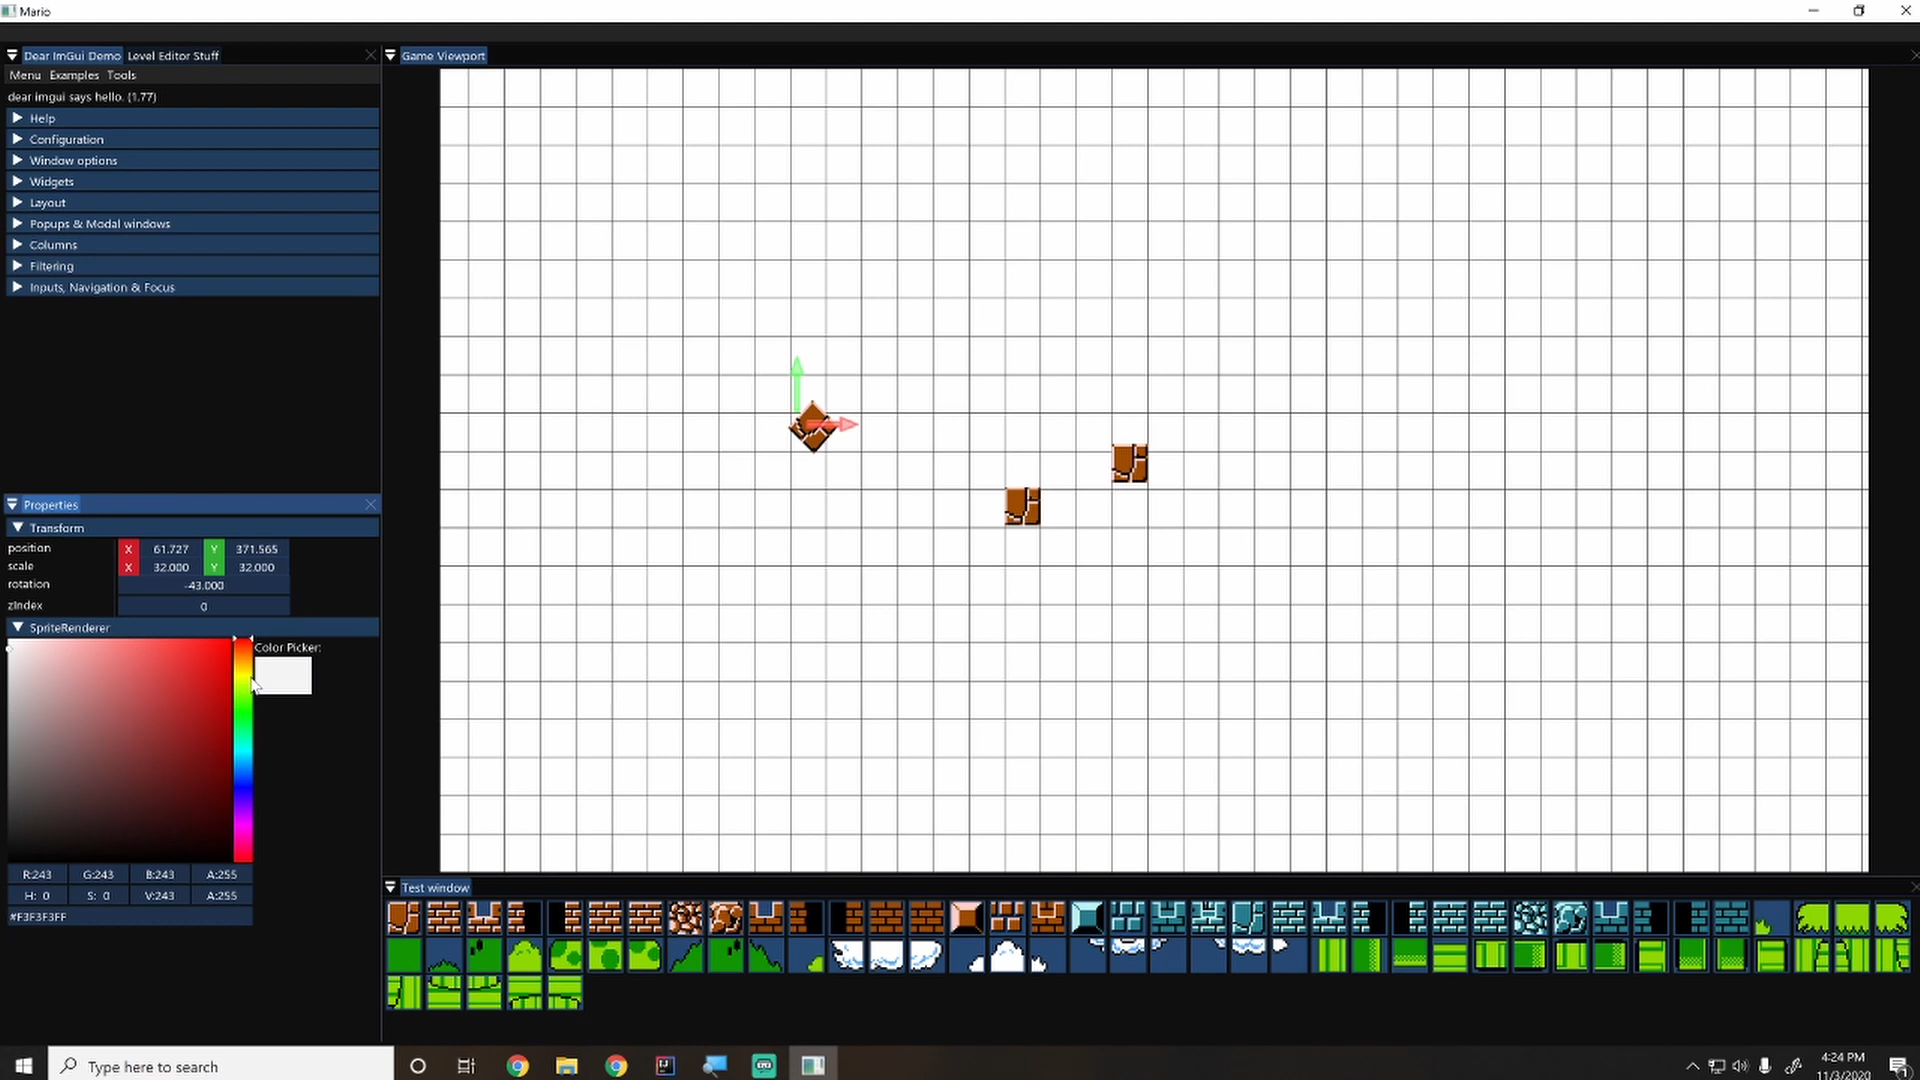 Mario
Dear ImGui Demo Level Editor Stuff
Menu Examples Tools
dear imgui says hello. (1.77)
Help
Configuration
Window options
Widgets
Layout
Popups & Modal windows
Columns
Filtering
Inputs, Navigation & Focus
Game Viewport
Properties
Transform
position X 61.727 Y 371.565
scale X 32.000 Y 32.000
rotation -43.000
zIndex 0
SpriteRenderer
Color Picker:
R:243 G:243 B:243 A:255
H: 0 S: 0 V:243 A:255
#F3F3F3FF
Test window
Type here to search
4:24 PM
11/3/2020
1